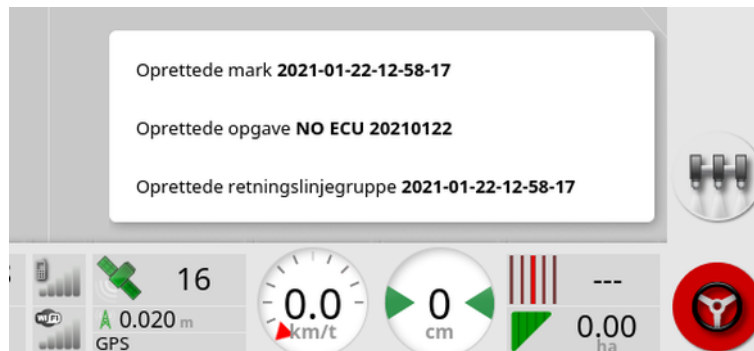 Oprettede mark 2021-01-22-12-58-17
Oprettede opgave NO ECU 20210122
Oprettede retningslinjegruppe 2021-01-22-12-58-17
16
0.020 m
GPS
WiFi
0.0
km/t
0
cm
---
0.00
ha